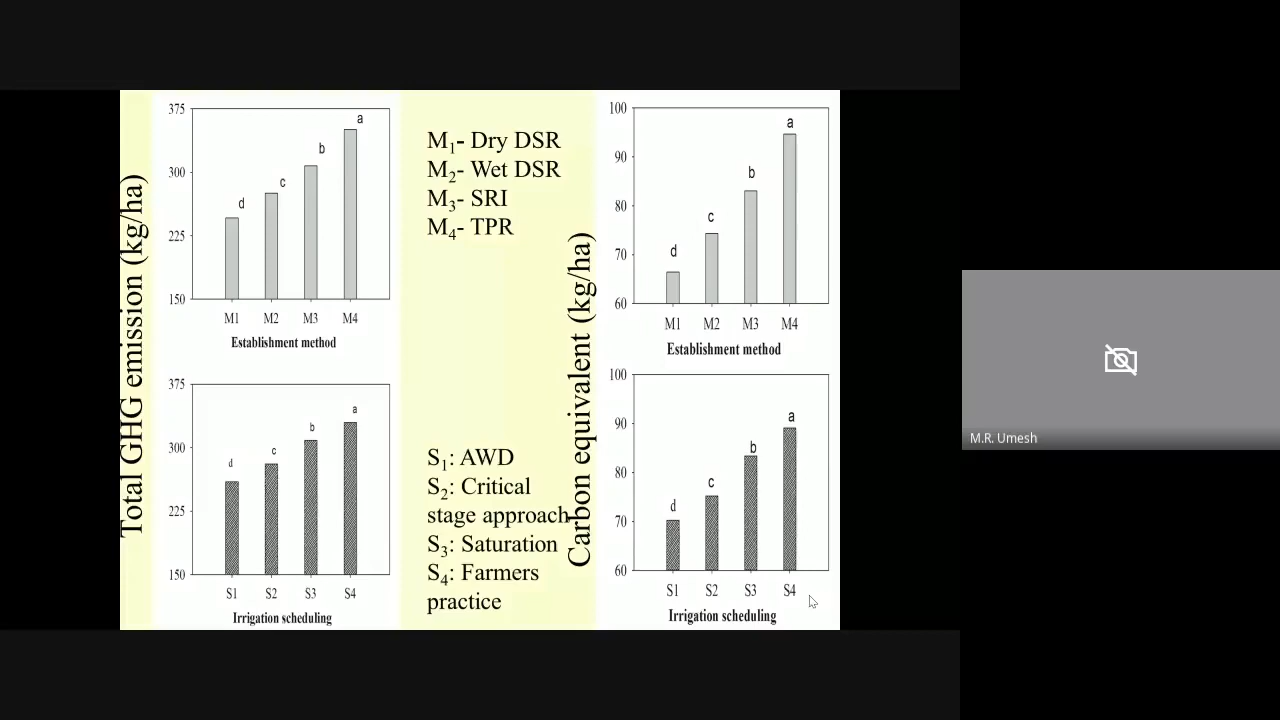 Total GHG emission (kg/ha)
375
300
225
150
d
c
b
a
M1 M2 M3 M4
Establishment method
375
300
225
150
d
c
b
a
S1 S2 S3 S4
Irrigation scheduling
M1- Dry DSR
M2- Wet DSR
M3- SRI
M4- TPR
S1: AWD
S2: Critical
stage approach
S3: Saturation
S4: Farmers
practice
Carbon equivalent (kg/ha)
100
90
80
70
60
d
c
b
a
M1 M2 M3 M4
Establishment method
100
90
80
70
60
d
c
b
a
S1 S2 S3 S4
Irrigation scheduling
M.R. Umesh